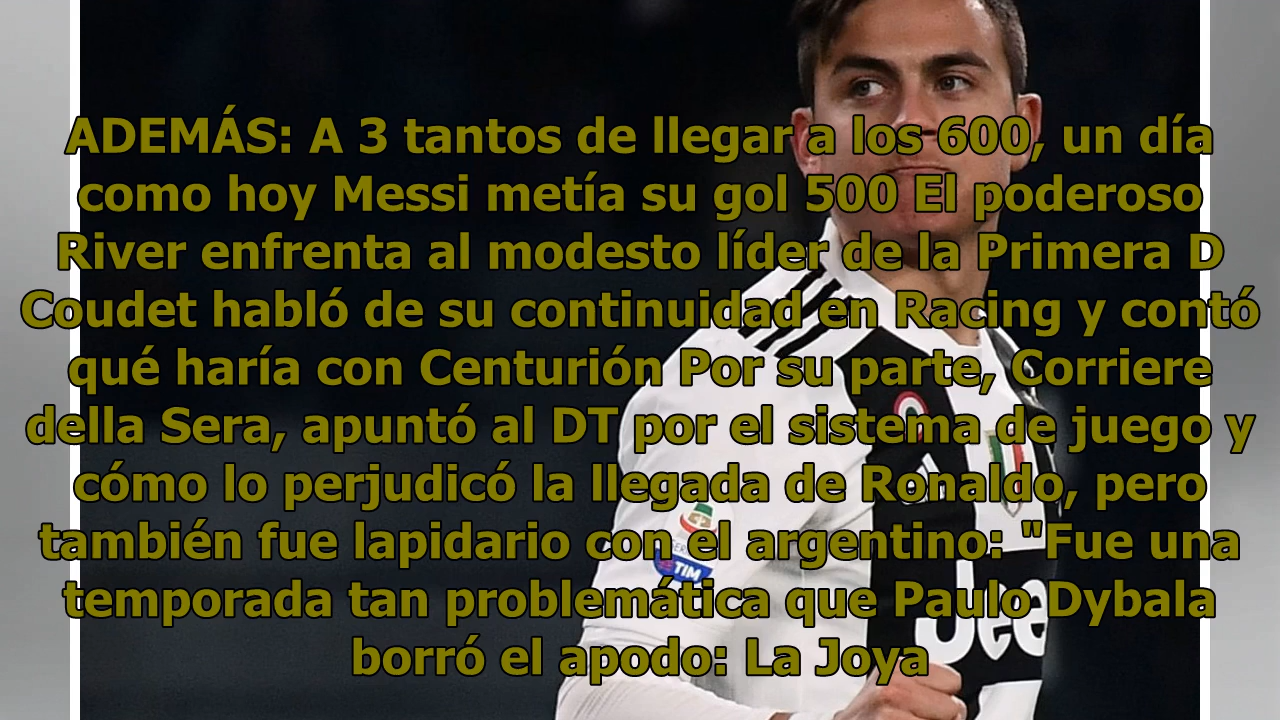 ADEMÁS: A 3 tantos de llegar a los 600, un día
como hoy Messi metía su gol 500 El poderoso
River enfrenta al modesto líder de la Primera D
Coudet habló de su continuidad en Racing y contó
qué haría con Centurión Por su parte, Corriere
della Sera, apuntó al DT por el sistema de juego y
cómo lo perjudicó la llegada de Ronaldo, pero
también fue lapidario con el argentino: "Fue una
temporada tan problemática que Paulo Dybala
borró el apodo: La Joya
TIM
Jee